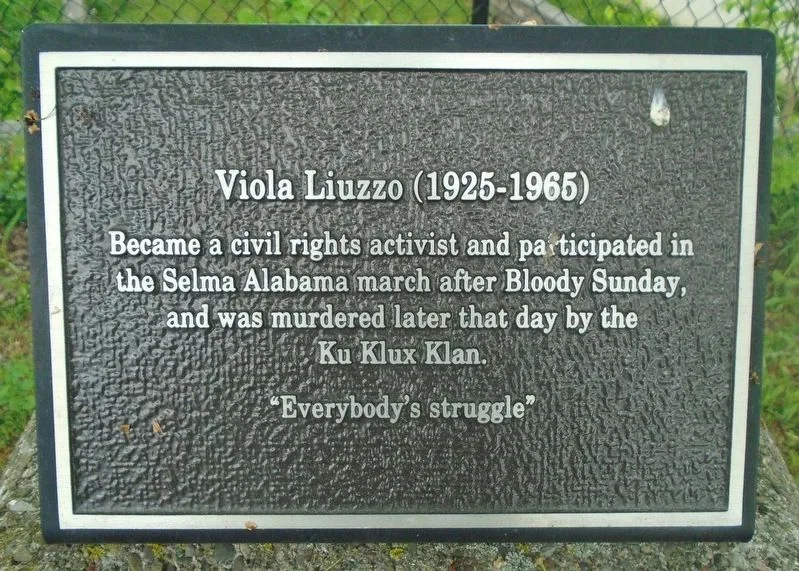 Viola Liuzzo (1925-1965)
Became a civil rights activist and participated in
the Selma Alabama march after Bloody Sunday,
and was murdered later that day by the
Ku Klux Klan.
“Everybody’s struggle”